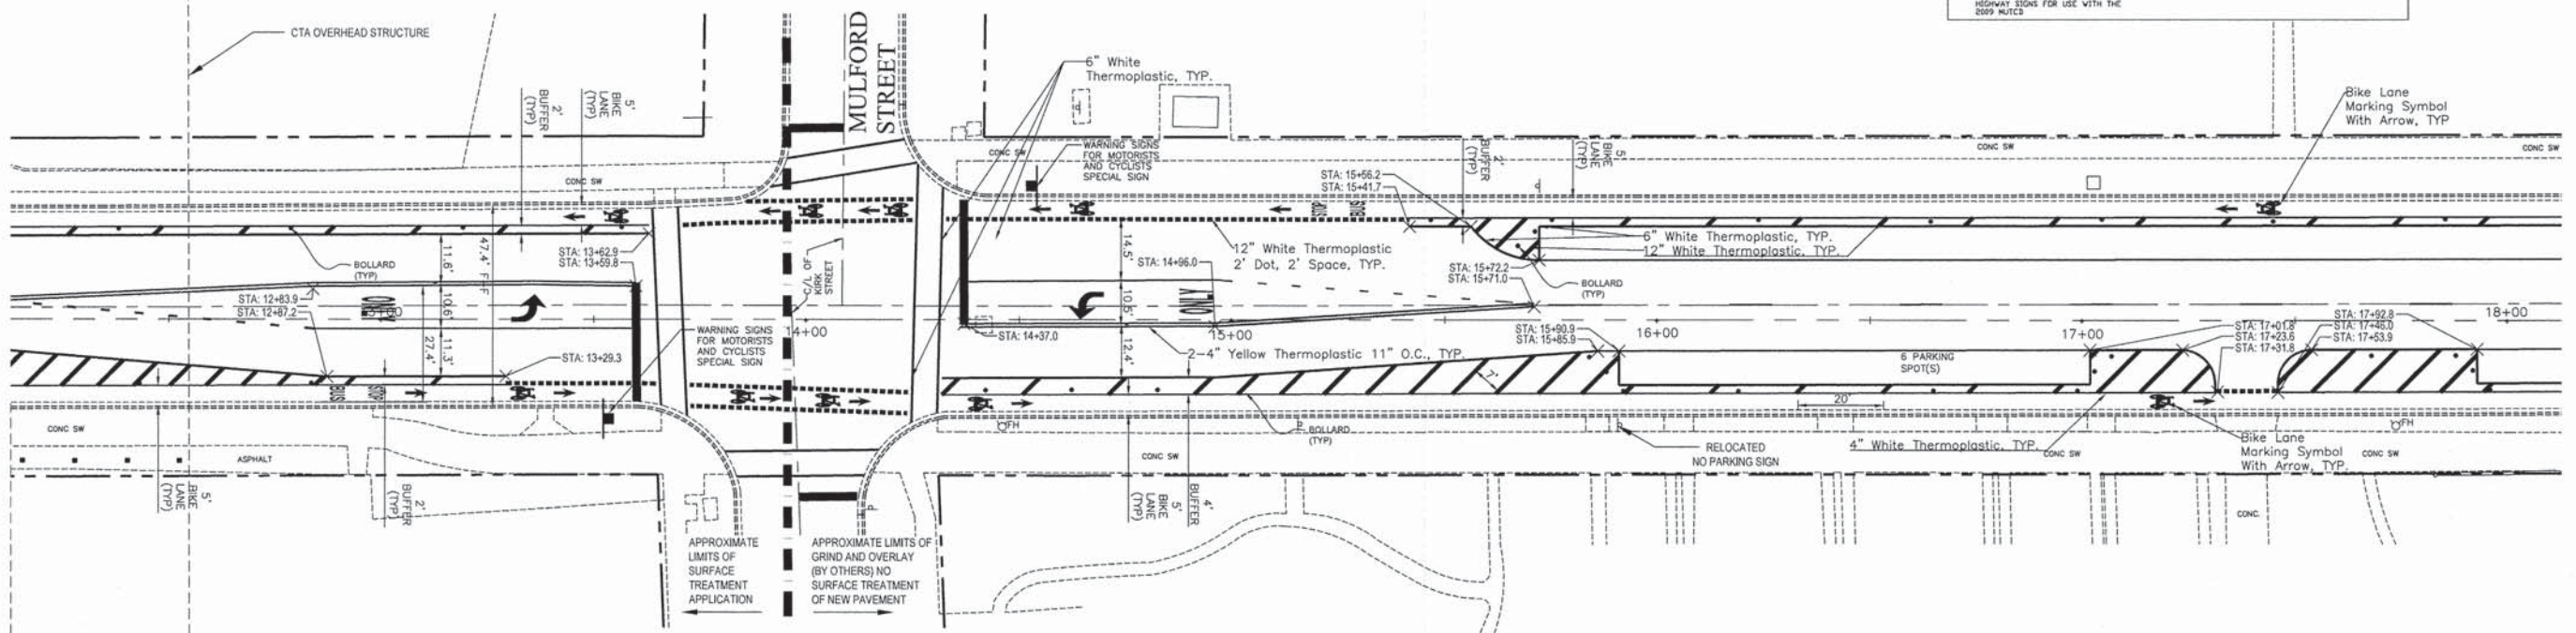 HIGHWAY SIGNS FOR USE WITH THE
2009 MUTCD
CTA OVERHEAD STRUCTURE
MULFORD
STREET
6" White
Thermoplastic, TYP.
Bike Lane
Marking Symbol
With Arrow, TYP
2'
BUFFER
(TYP)
5'
BIKE
LANE
(TYP)
CONC SW
CONC SW
WARNING SIGNS
FOR MOTORISTS
AND CYCLISTS
SPECIAL SIGN
STA: 15+56.2
STA: 15+41.7
2'
BUFFER
(TYP)
5'
BIKE
LANE
(TYP)
CONC SW
CONC SW
STOP
BUS
47.4' F-F
11.6'
BOLLARD
(TYP)
STA: 13+62.9
STA: 13+59.8
C/L OF
KIRK
STREET
14.5'
12" White Thermoplastic
2' Dot, 2' Space, TYP.
STA: 14+96.0
6" White Thermoplastic, TYP.
12" White Thermoplastic, TYP.
STA: 15+72.2
STA: 15+71.0
BOLLARD
(TYP)
STA: 12+83.9
STA: 12+87.2
ONLY
13+00
10.6'
11.3'
27.4'
WARNING SIGNS
FOR MOTORISTS
AND CYCLISTS
SPECIAL SIGN
14+00
10.5'
ONLY
STA: 14+37.0
15+00
12.4'
2-4" Yellow Thermoplastic 11" O.C., TYP.
STA: 15+90.9
STA: 15+85.9
16+00
17+00
18+00
STA: 17+01.8
STA: 17+23.6
STA: 17+31.8
STA: 17+92.8
STA: 17+46.0
STA: 17+53.9
STA: 13+29.3
BUS
STOP
7'
6 PARKING
SPOT(S)
20'
CONC SW
ASPHALT
FH
BOLLARD
(TYP)
RELOCATED
NO PARKING SIGN
4" White Thermoplastic, TYP.
CONC SW
Bike Lane
Marking Symbol
With Arrow, TYP.
FH
CONC SW
CONC SW
5'
BIKE
LANE
(TYP)
2'
BUFFER
(TYP)
5'
BIKE
LANE
(TYP)
4'
BUFFER
CONC.
P
APPROXIMATE
LIMITS OF
SURFACE
TREATMENT
APPLICATION
APPROXIMATE LIMITS OF
GRIND AND OVERLAY
(BY OTHERS) NO
SURFACE TREATMENT
OF NEW PAVEMENT